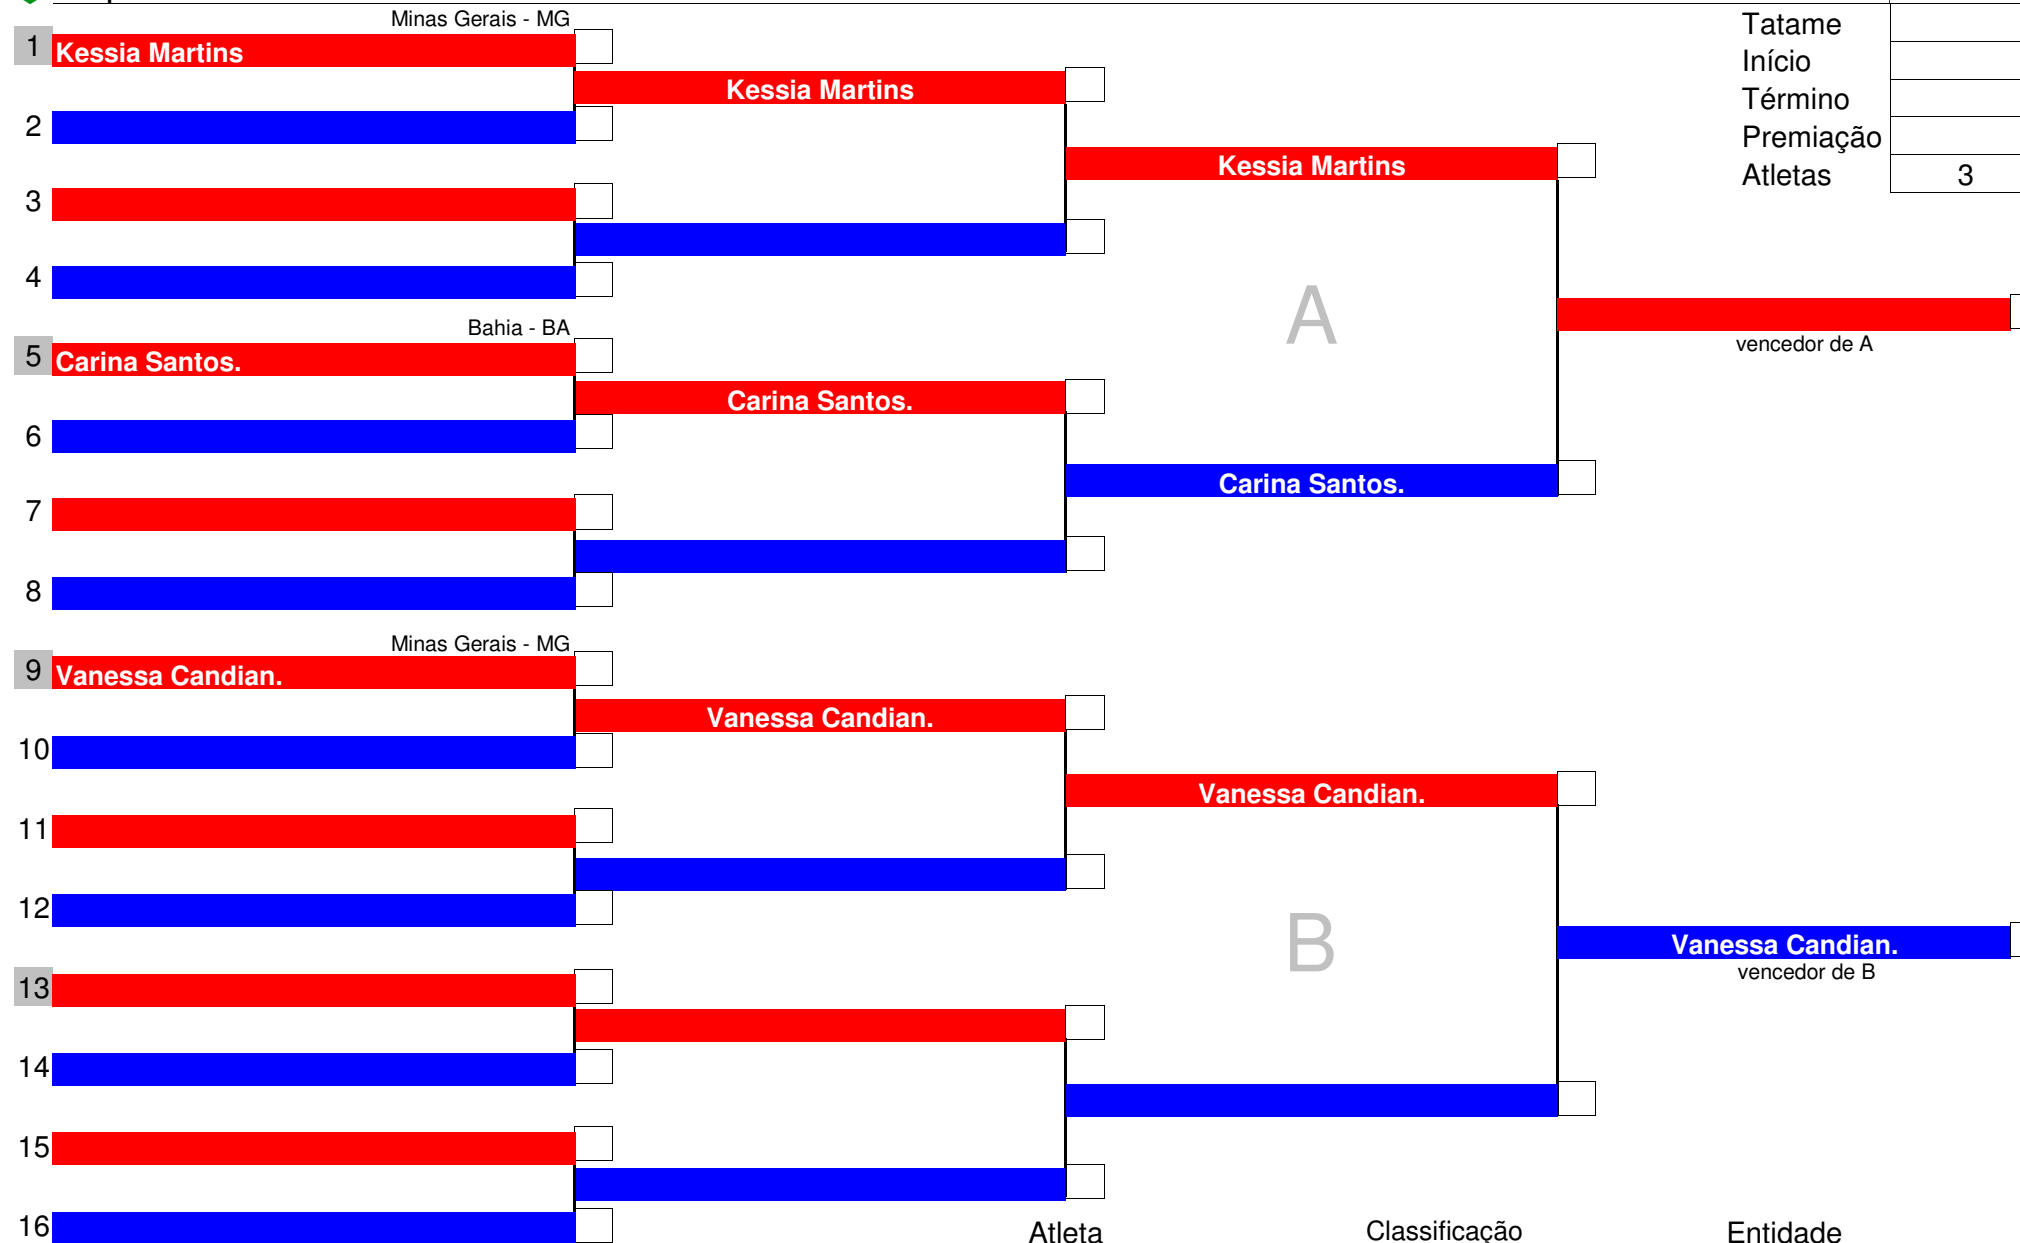 Minas Gerais - MG
1 Kessia Martins
Kessia Martins
2
Kessia Martins
3
4
Bahia - BA
5 Carina Santos.
Carina Santos.
6
Carina Santos.
7
8
A
vencedor de A
Tatame
Início
Término
Premiação
Atletas 3
Minas Gerais - MG
9 Vanessa Candian.
Vanessa Candian.
10
Vanessa Candian.
11
12
B
Vanessa Candian.
vencedor de B
13
14
15
16
Atleta Classificação Entidade